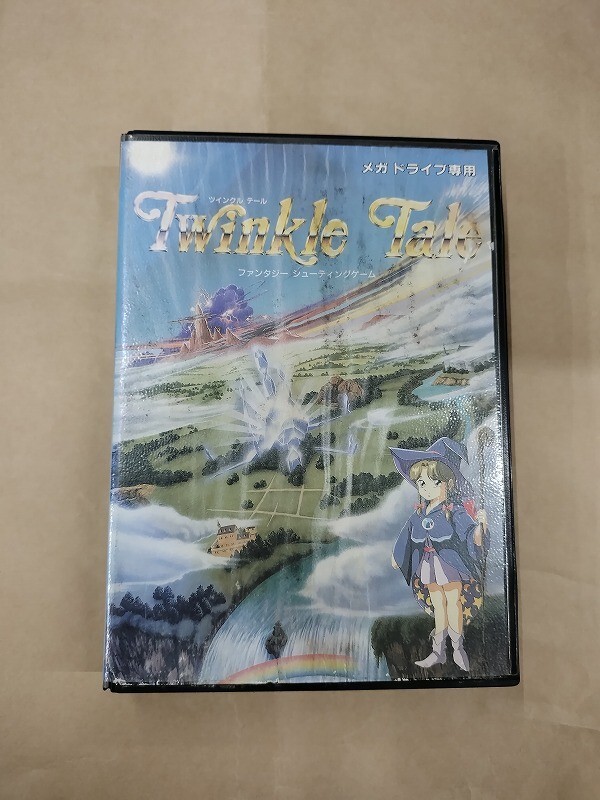 メガドライブ専用
ツインクル テール
Twinkle Tale
ファンタジー シューティングゲーム